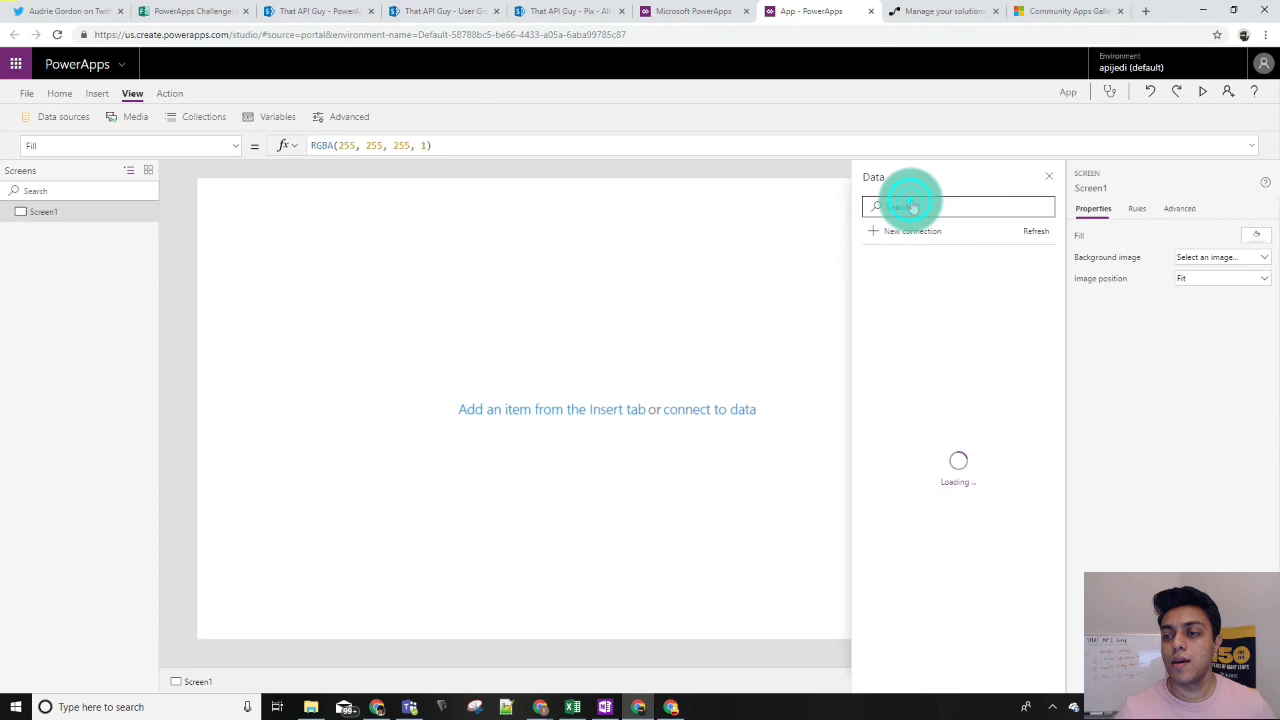 Audrie Gordon on Twitt
PowerApps Challenge
That API Guy - PowerA
That API Guy - User Gr
That API Guy - Pix - All
Microsoft PowerApps
App - PowerApps
Manage your solution
Community Apps Galle
https://us.create.powerapps.com/studio/#source=portal&environment-name=Default-58788bc5-be66-4433-a05a-6aba99785c87
PowerApps
Environment
apijedi (default)
File Home Insert View Action
App
Data sources Media Collections Variables Advanced
Fill = fx RGBA(255, 255, 255, 1)
Screens
Search
Screen1
Add an item from the Insert tab or connect to data
Data
Search
New connection Refresh
Loading ...
SCREEN
Screen1
Properties Rules Advanced
Fill
Background image Select an image...
Image position Fit
Screen1
Type here to search
99+